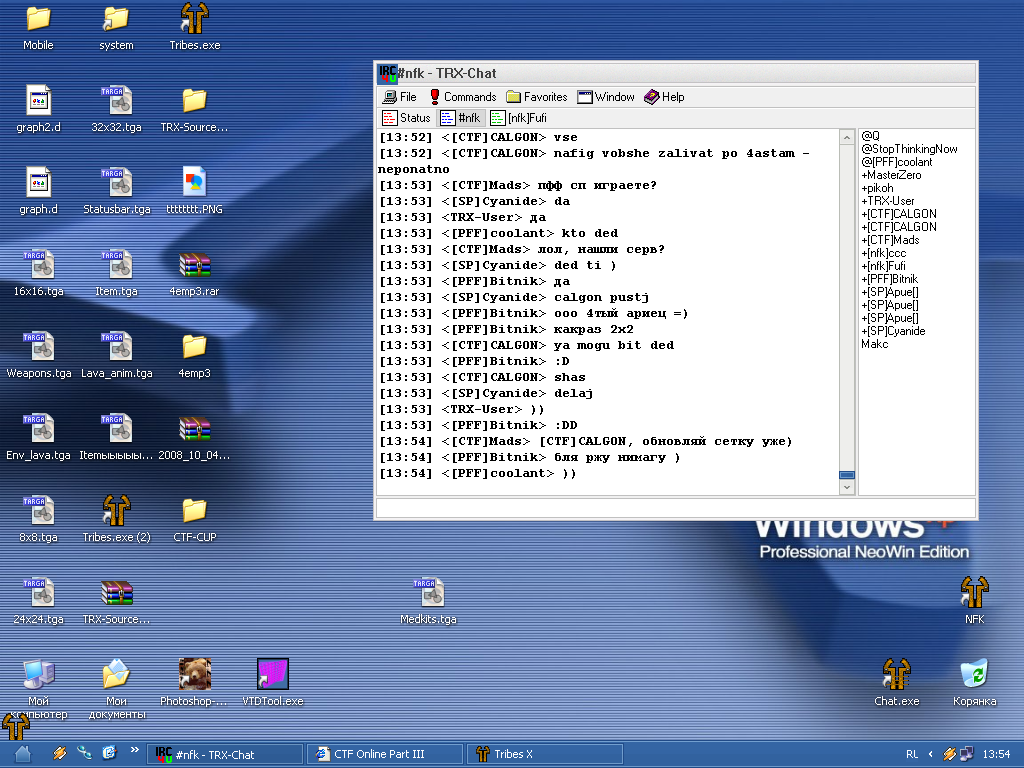 Mobile
system
Tribes.exe
graph2.d
32x32.tga
TRX-Source...
graph.d
Statusbar.tga
tttttttt.PNG
16x16.tga
Item.tga
4emp3.rar
Weapons.tga
Lava_anim.tga
4emp3
Env_lava.tga
Itemыыыыы...
2008_10_04...
8x8.tga
Tribes.exe (2)
CTF-CUP
24x24.tga
TRX-Source...
Medkits.tga
Мой компьютер
Мои документы
Photoshop-...
VTDTool.exe
#nfk - TRX-Chat
File Commands Favorites Window Help
Status #nfk [nfk]Fufi
[13:52] <[CTF]CALGON> vse
[13:52] <[CTF]CALGON> nafig vobshe zalivat po 4astam -
neponatno
[13:53] <[CTF]Mads> пфф сп играете?
[13:53] <[SP]Cyanide> da
[13:53] <TRX-User> да
[13:53] <[PFF]coolant> kto ded
[13:53] <[CTF]Mads> лол, нашли серв?
[13:53] <[SP]Cyanide> ded ti )
[13:53] <[PFF]Bitnik> да
[13:53] <[SP]Cyanide> calgon pustj
[13:53] <[PFF]Bitnik> ооо 4тый ариец =)
[13:53] <[PFF]Bitnik> какраз 2х2
[13:53] <[CTF]CALGON> ya mogu bit ded
[13:53] <[PFF]Bitnik> :D
[13:53] <[CTF]CALGON> shas
[13:53] <[SP]Cyanide> delaj
[13:53] <TRX-User> ))
[13:53] <[PFF]Bitnik> :DD
[13:54] <[CTF]Mads> [CTF]CALGON, обновляй сетку уже)
[13:54] <[PFF]Bitnik> бля ржу нимагу )
[13:54] <[PFF]coolant> ))
@Q
@StopThinkingNow
@[PFF]coolant
+MasterZero
+pikoh
+TRX-User
+[CTF]CALGON
+[CTF]CALGON
+[CTF]Mads
+[nfk]ccc
+[nfk]Fufi
+[PFF]Bitnik
+[SP]Apue[]
+[SP]Apue[]
+[SP]Apue[]
+[SP]Cyanide
Макс
Windows xp
Professional NeoWin Edition
NFK
Chat.exe
Корянка
#nfk - TRX-Chat
CTF Online Part III
Tribes X
RL
13:54